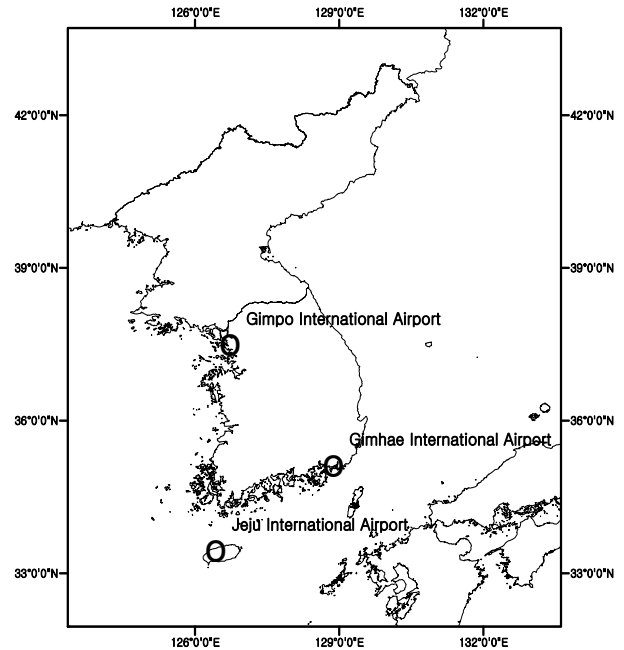 126°0'0"E 129°0'0"E 132°0'0"E
42°0'0"N 42°0'0"N
39°0'0"N 39°0'0"N
Gimpo International Airport
36°0'0"N 36°0'0"N
Gimhae International Airport
Jeju International Airport
33°0'0"N 33°0'0"N
126°0'0"E 129°0'0"E 132°0'0"E